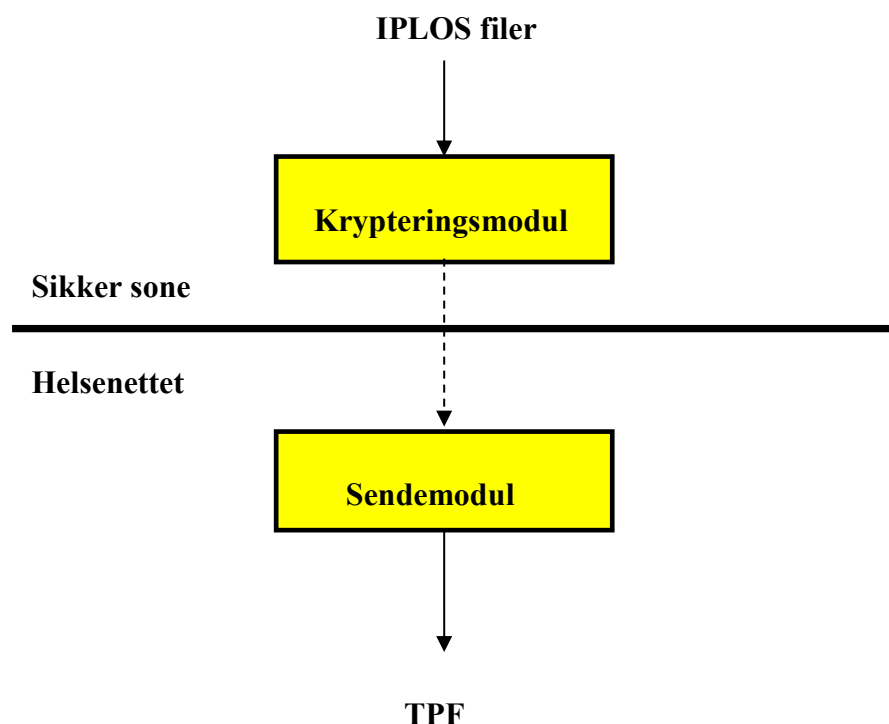 IPLOS filer
Krypteringsmodul
Sikker sone
Helsenettet
Sendemodul
TPF